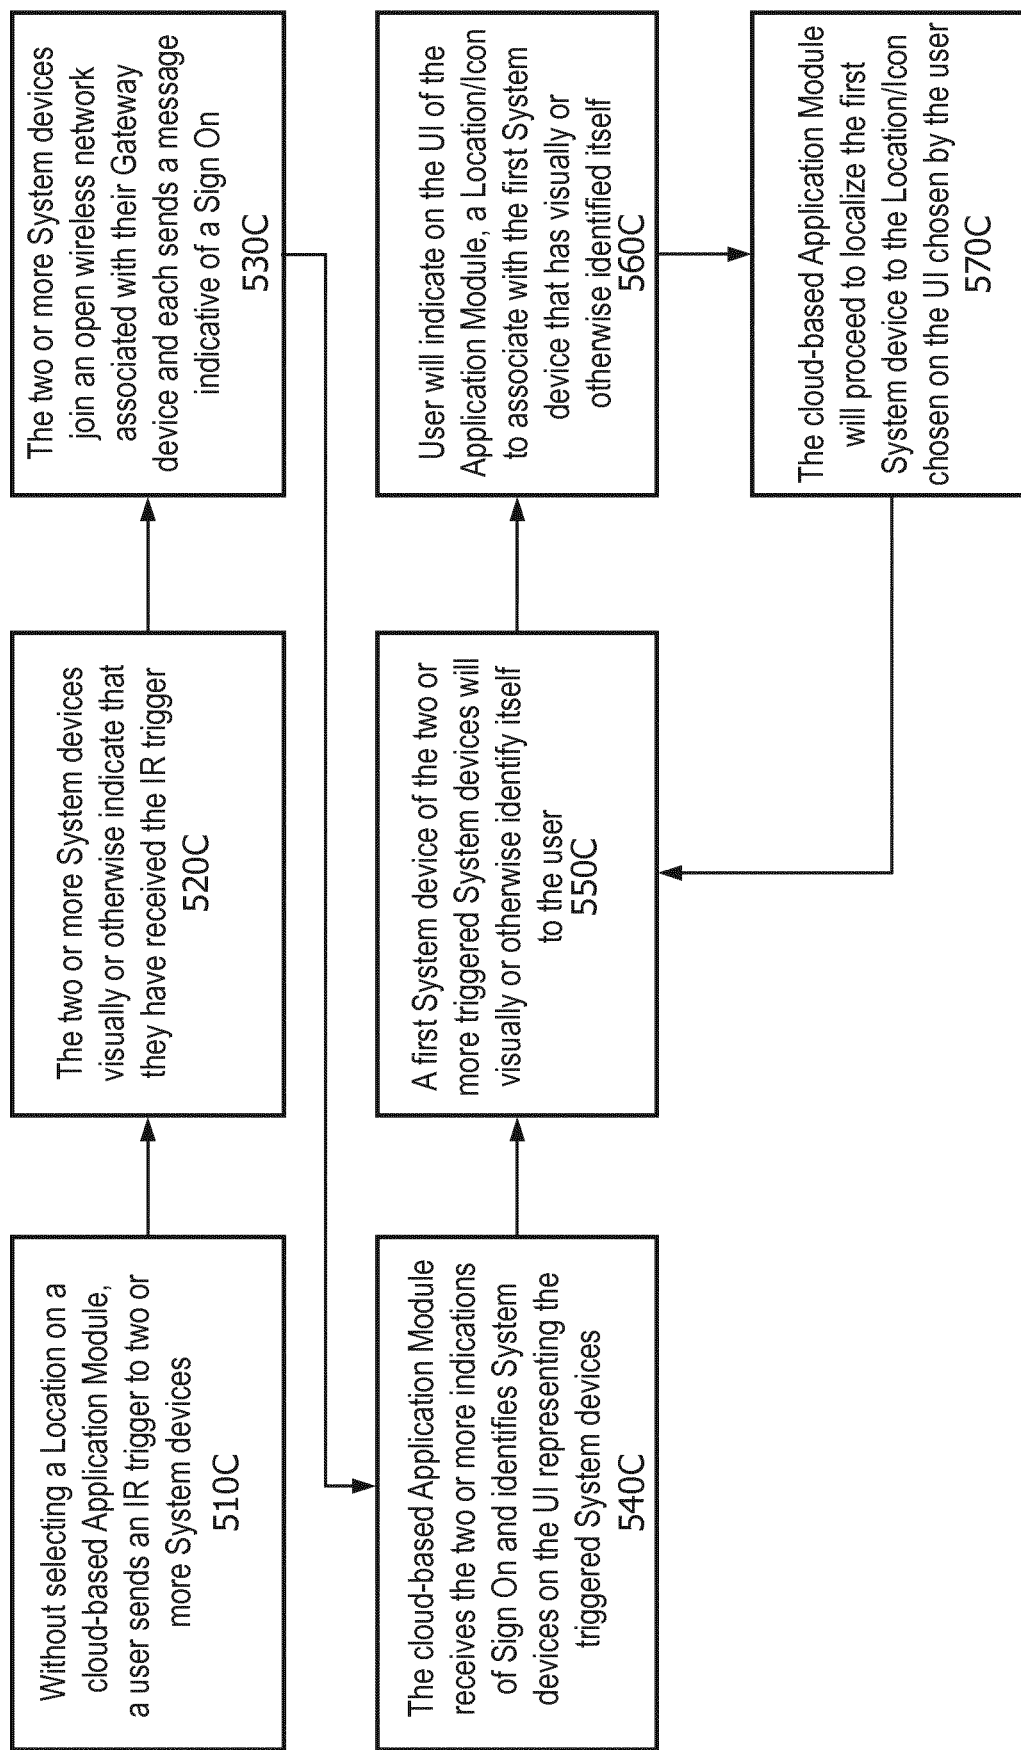 Without selecting a Location on a
cloud-based Application Module,
a user sends an IR trigger to two or
more System devices
510C
The two or more System devices
visually or otherwise indicate that
they have received the IR trigger
520C
The two or more System devices
join an open wireless network
associated with their Gateway
device and each sends a message
indicative of a Sign On
530C
The cloud-based Application Module
receives the two or more indications
of Sign On and identifies System
devices on the UI representing the
triggered System devices
540C
A first System device of the two or
more triggered System devices will
visually or otherwise identify itself
to the user
550C
User will indicate on the UI of the
Application Module, a Location/Icon
to associate with the first System
device that has visually or
otherwise identified itself
560C
The cloud-based Application Module
will proceed to localize the first
System device to the Location/Icon
chosen on the UI chosen by the user
570C